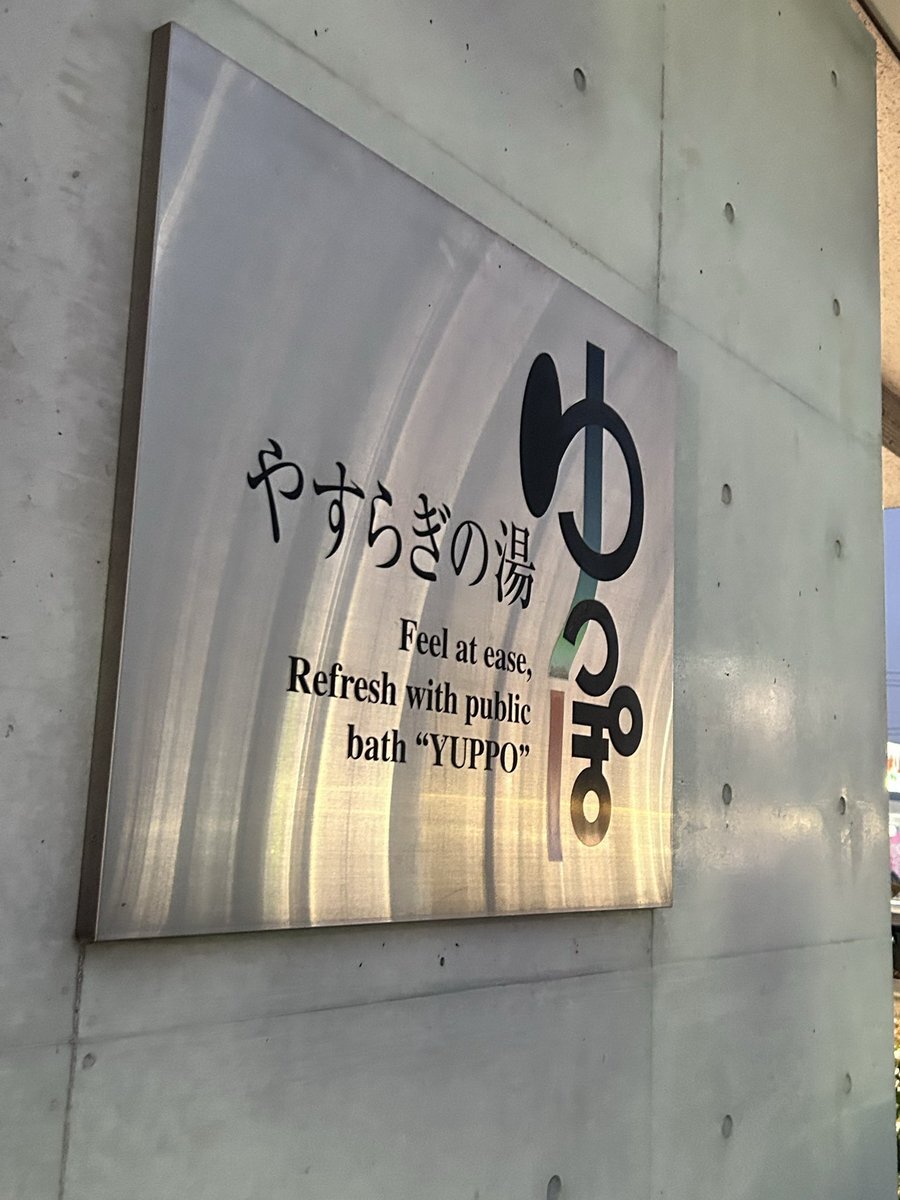 ゆっぽ
やすらぎの湯
Feel at ease,
Refresh with public
bath “YUPPO”